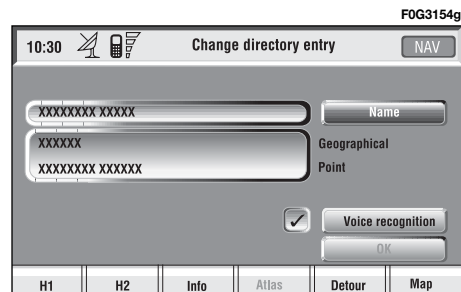 F0G3154g
10:30 Change directory entry NAV
XXXXXXXX XXXXX Name
XXXXXX Geographical
XXXXXXXX XXXXXX Point
Voice recognition
OK
H1 H2 Info Atlas Detour Map